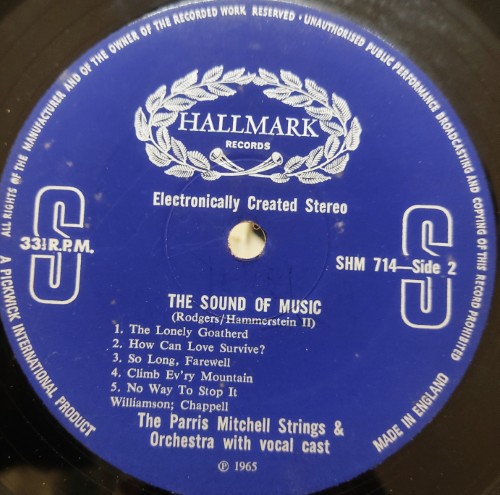 ALL RIGHTS OF THE MANUFACTURER, AND OF THE OWNER OF THE RECORDED WORK RESERVED · UNAUTHORISED PUBLIC PERFORMANCE BROADCASTING AND COPYING OF THIS RECORD PROHIBITED
HALLMARK
RECORDS
Electronically Created Stereo
S
33⅓ R.P.M.
S
SHM 714—Side 2
THE SOUND OF MUSIC
(Rodgers/Hammerstein II)
1. The Lonely Goatherd
2. How Can Love Survive?
3. So Long, Farewell
4. Climb Ev'ry Mountain
5. No Way To Stop It
Williamson; Chappell
The Parris Mitchell Strings &
Orchestra with vocal cast
℗ 1965
A PICKWICK INTERNATIONAL PRODUCT
MADE IN ENGLAND